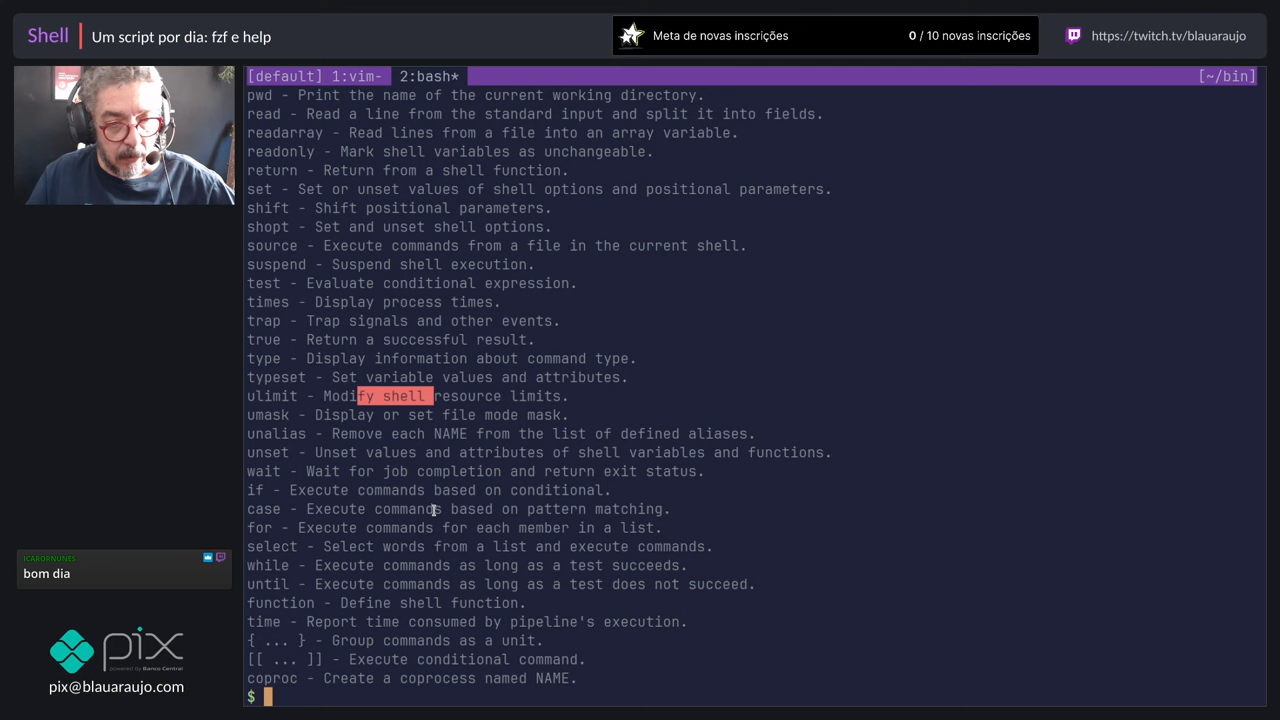 Shell | Um script por dia: fzf e help
Meta de novas inscrições 0 / 10 novas inscrições
https://twitch.tv/blauaraujo
[default] 1:vim- 2:bash* [~/bin]
pwd - Print the name of the current working directory.
read - Read a line from the standard input and split it into fields.
readarray - Read lines from a file into an array variable.
readonly - Mark shell variables as unchangeable.
return - Return from a shell function.
set - Set or unset values of shell options and positional parameters.
shift - Shift positional parameters.
shopt - Set and unset shell options.
source - Execute commands from a file in the current shell.
suspend - Suspend shell execution.
test - Evaluate conditional expression.
times - Display process times.
trap - Trap signals and other events.
true - Return a successful result.
type - Display information about command type.
typeset - Set variable values and attributes.
ulimit - Modify shell resource limits.
umask - Display or set file mode mask.
unalias - Remove each NAME from the list of defined aliases.
unset - Unset values and attributes of shell variables and functions.
wait - Wait for job completion and return exit status.
if - Execute commands based on conditional.
case - Execute commands based on pattern matching.
for - Execute commands for each member in a list.
select - Select words from a list and execute commands.
while - Execute commands as long as a test succeeds.
until - Execute commands as long as a test does not succeed.
function - Define shell function.
time - Report time consumed by pipeline's execution.
{ ... } - Group commands as a unit.
[[ ... ]] - Execute conditional command.
coproc - Create a coprocess named NAME.
$
ICARORNUNES
bom dia
pix
powered by Banco Central
pix@blauaraujo.com